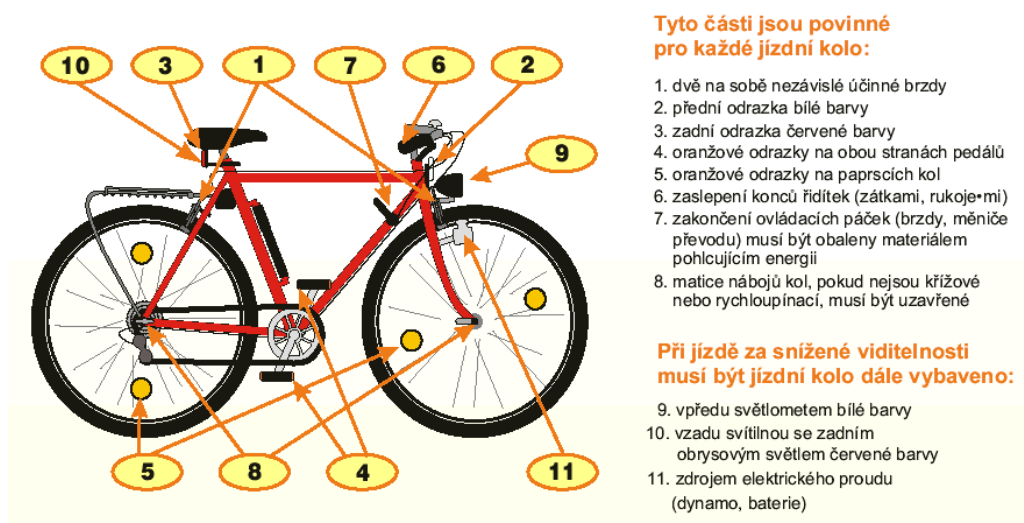 10
3
1
7
6
2
9
5
8
4
11
Tyto části jsou povinné
pro každé jízdní kolo:
1. dvě na sobě nezávislé účinné brzdy
2. přední odrazka bílé barvy
3. zadní odrazka červené barvy
4. oranžové odrazky na obou stranách pedálů
5. oranžové odrazky na paprscích kol
6. zaslepení konců řidítek (zátkami, rukoje•mi)
7. zakončení ovládacích páček (brzdy, měniče
převodu) musí být obaleny materiálem
pohlcujícím energii
8. matice nábojů kol, pokud nejsou křížové
nebo rychloupínací, musí být uzavřené
Při jízdě za snížené viditelnosti
musí být jízdní kolo dále vybaveno:
9. vpředu světlometem bílé barvy
10. vzadu svítilnou se zadním
obrysovým světlem červené barvy
11. zdrojem elektrického proudu
(dynamo, baterie)